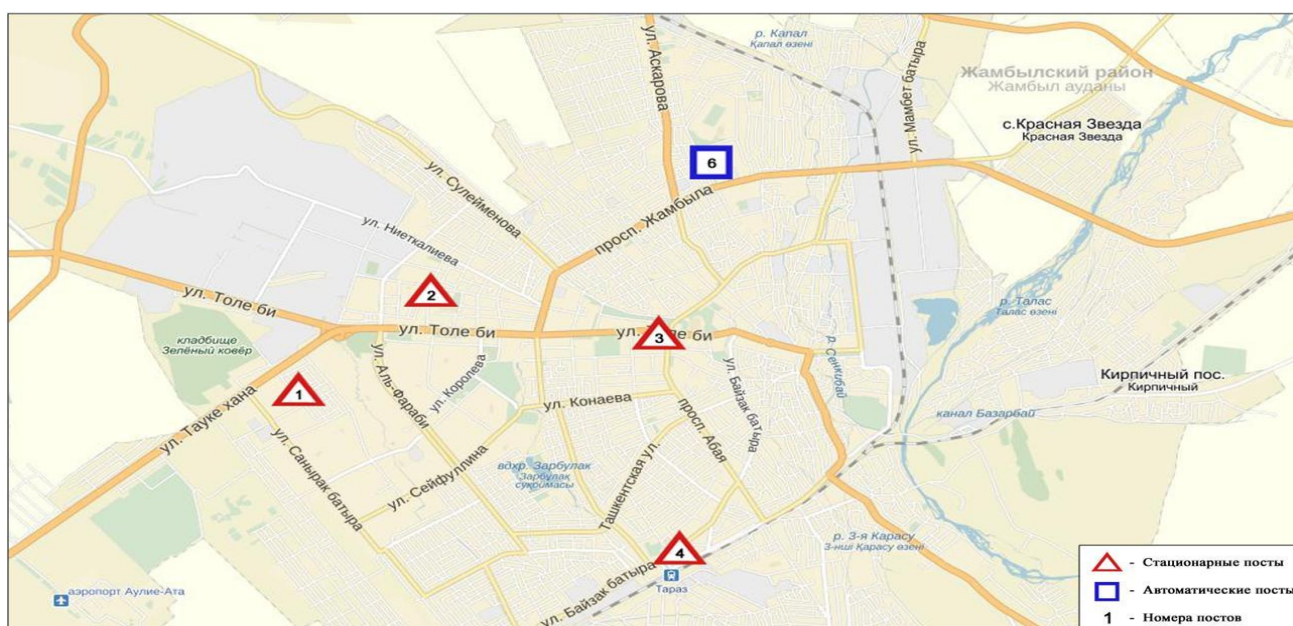 р. Капал
Қапал өзені
ул. Аскарова
ул. Мамбет батыра
Жамбылский район
Жамбыл ауданы
с.Красная Звезда
Красная Звезда
6
ул. Сулейменова
просп. Жамбыла
ул. Ниеткалиева
2
ул. Толе би
ул. Толе би
ул. Толе би
3
р. Талас
Талас өзені
кладбище
Зелёный ковёр
ул. Аль-Фараби
ул. Королева
ул. Байзак батыра
р. Сенкибай
1
ул. Тауке хана
ул. Конаева
просп. Абая
Кирпичный пос.
Кирпичный
канал Базарбай
ул. Санырак батыра
ул. Сейфуллина
вдхр. Зарбулак
Зарбулақ
суқоймасы
Ташкентская ул.
4
р. 3-я Карасу
3-нші Қарасу өзені
ул. Байзак батыра
Тараз
аэропорт Аулие-Ата
- Стационарные посты
- Автоматические посты
1 - Номера постов